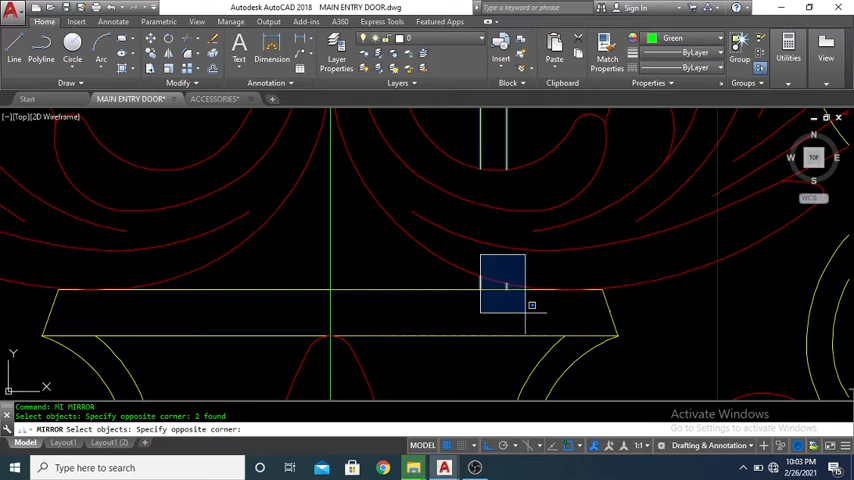 Autodesk AutoCAD 2018 MAIN ENTRY DOOR.dwg
Type a keyword or phrase
Sign In
Home Insert Annotate Parametric View Manage Output Add-ins A360 Express Tools Featured Apps
Line Polyline Circle Arc
Text Dimension
Layer Properties
0
Insert
Paste
Match Properties
Green
ByLayer
ByLayer
Group
Utilities
View
Draw Modify Annotation Layers Block Clipboard Properties Groups
Start MAIN ENTRY DOOR* ACCESSORIES*
[−][Top][2D Wireframe]
N
W TOP E
S
WCS
Y
X
Command: MI MIRROR
Select objects: Specify opposite corner: 2 found
MIRROR Select objects: Specify opposite corner:
Activate Windows
Go to Settings to activate Windows.
Model Layout1 Layout1 (2)
MODEL 1:1 Drafting & Annotation
Type here to search
10:03 PM
2/26/2021
15